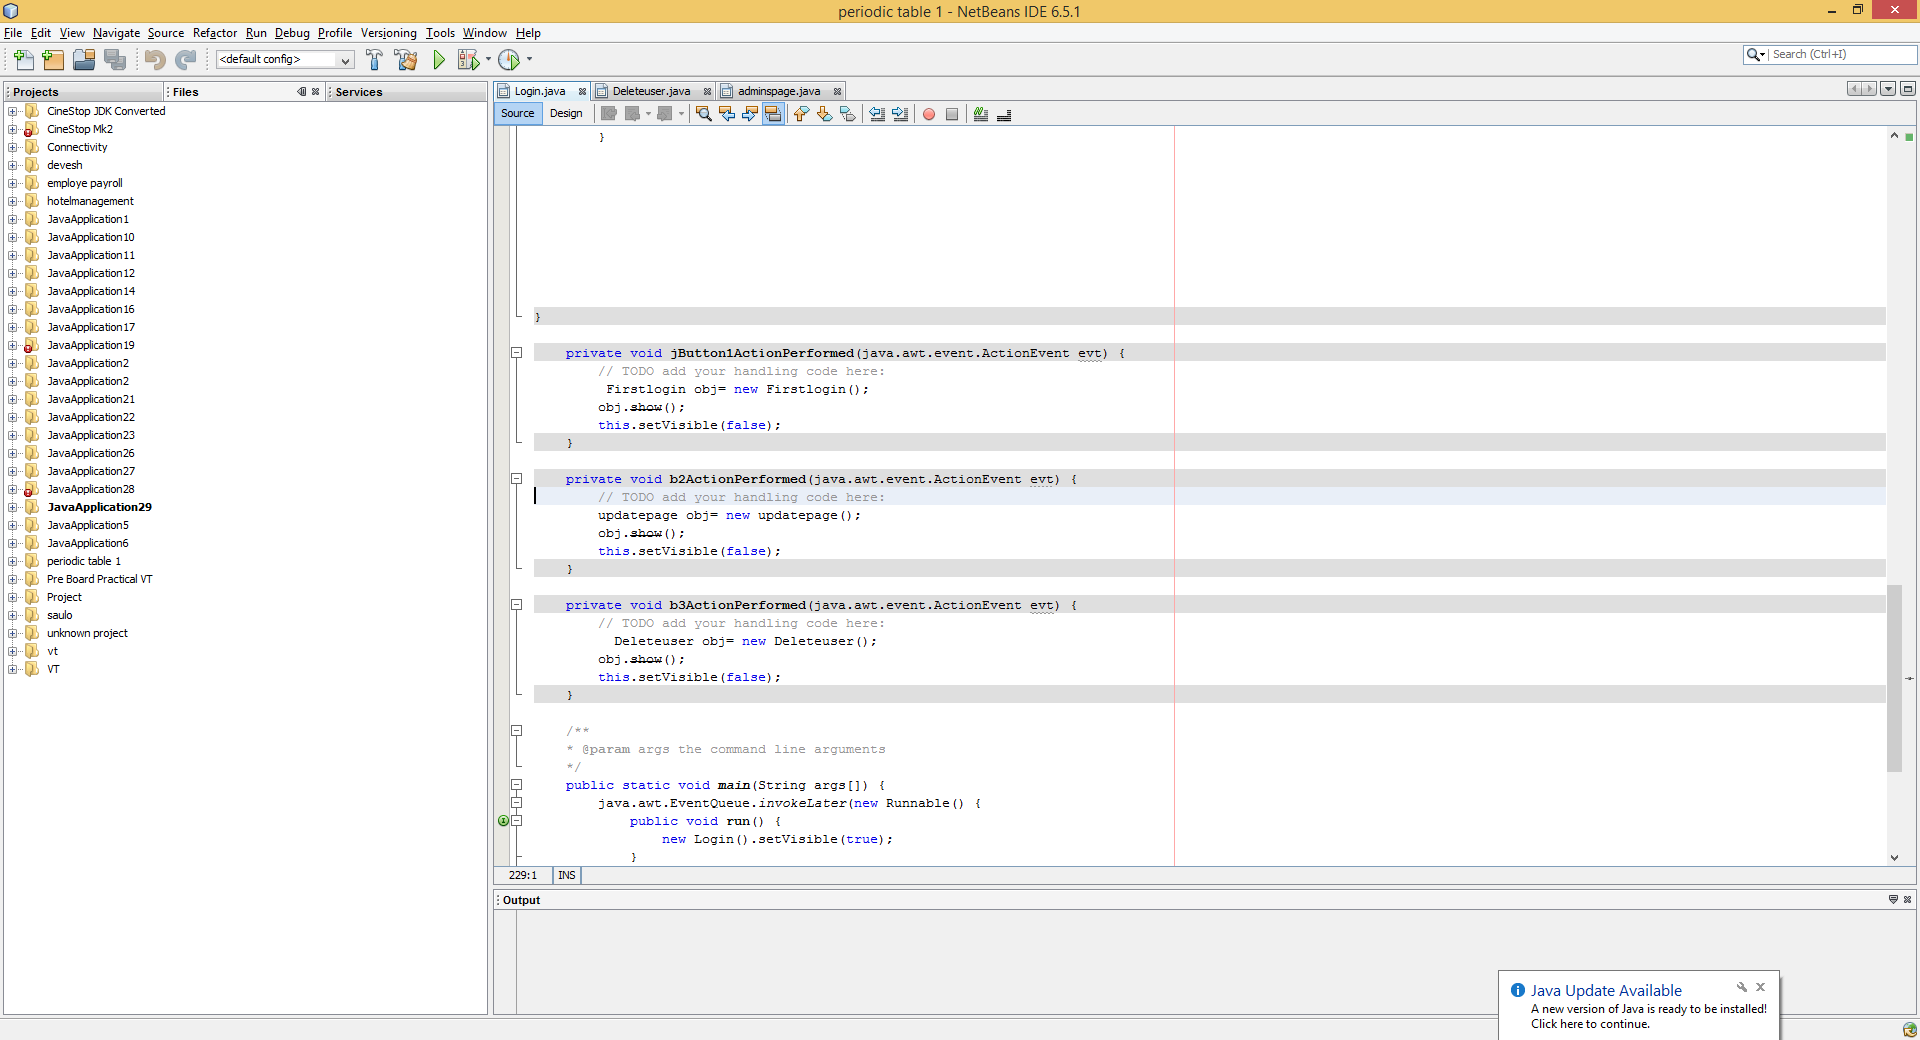 periodic table 1 - NetBeans IDE 6.5.1
File Edit View Navigate Source Refactor Run Debug Profile Versioning Tools Window Help
<default config>
Search (Ctrl+I)
Projects Files Services
CineStop JDK Converted
CineStop Mk2
Connectivity
devesh
employe payroll
hotelmanagement
JavaApplication1
JavaApplication10
JavaApplication11
JavaApplication12
JavaApplication14
JavaApplication16
JavaApplication17
JavaApplication19
JavaApplication2
JavaApplication2
JavaApplication21
JavaApplication22
JavaApplication23
JavaApplication26
JavaApplication27
JavaApplication28
JavaApplication29
JavaApplication5
JavaApplication6
periodic table 1
Pre Board Practical VT
Project
saulo
unknown project
vt
VT
Login.java Deleteuser.java adminspage.java
Source Design
}
}
private void jButton1ActionPerformed(java.awt.event.ActionEvent evt) {
// TODO add your handling code here:
Firstlogin obj= new Firstlogin();
obj.show();
this.setVisible(false);
}
private void b2ActionPerformed(java.awt.event.ActionEvent evt) {
// TODO add your handling code here:
updatepage obj= new updatepage();
obj.show();
this.setVisible(false);
}
private void b3ActionPerformed(java.awt.event.ActionEvent evt) {
// TODO add your handling code here:
Deleteuser obj= new Deleteuser();
obj.show();
this.setVisible(false);
}
/**
* @param args the command line arguments
*/
public static void main(String args[]) {
java.awt.EventQueue.invokeLater(new Runnable() {
public void run() {
new Login().setVisible(true);
}
229:1 INS
Output
Java Update Available
A new version of Java is ready to be installed!
Click here to continue.